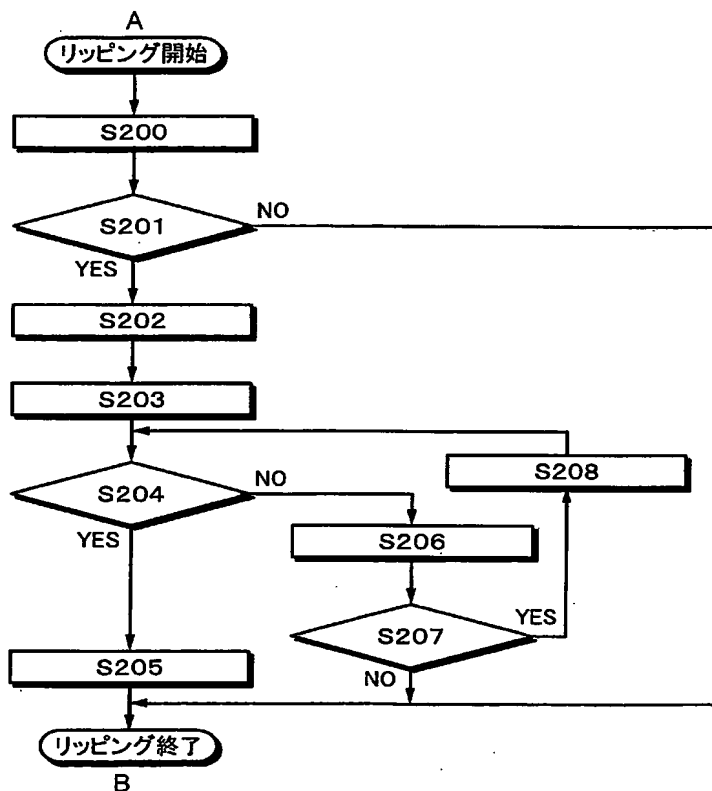 A
リッピング開始
S200
S201
NO
YES
S202
S203
S204
NO
S208
YES
S206
S207
YES
S205
NO
リッピング終了
B